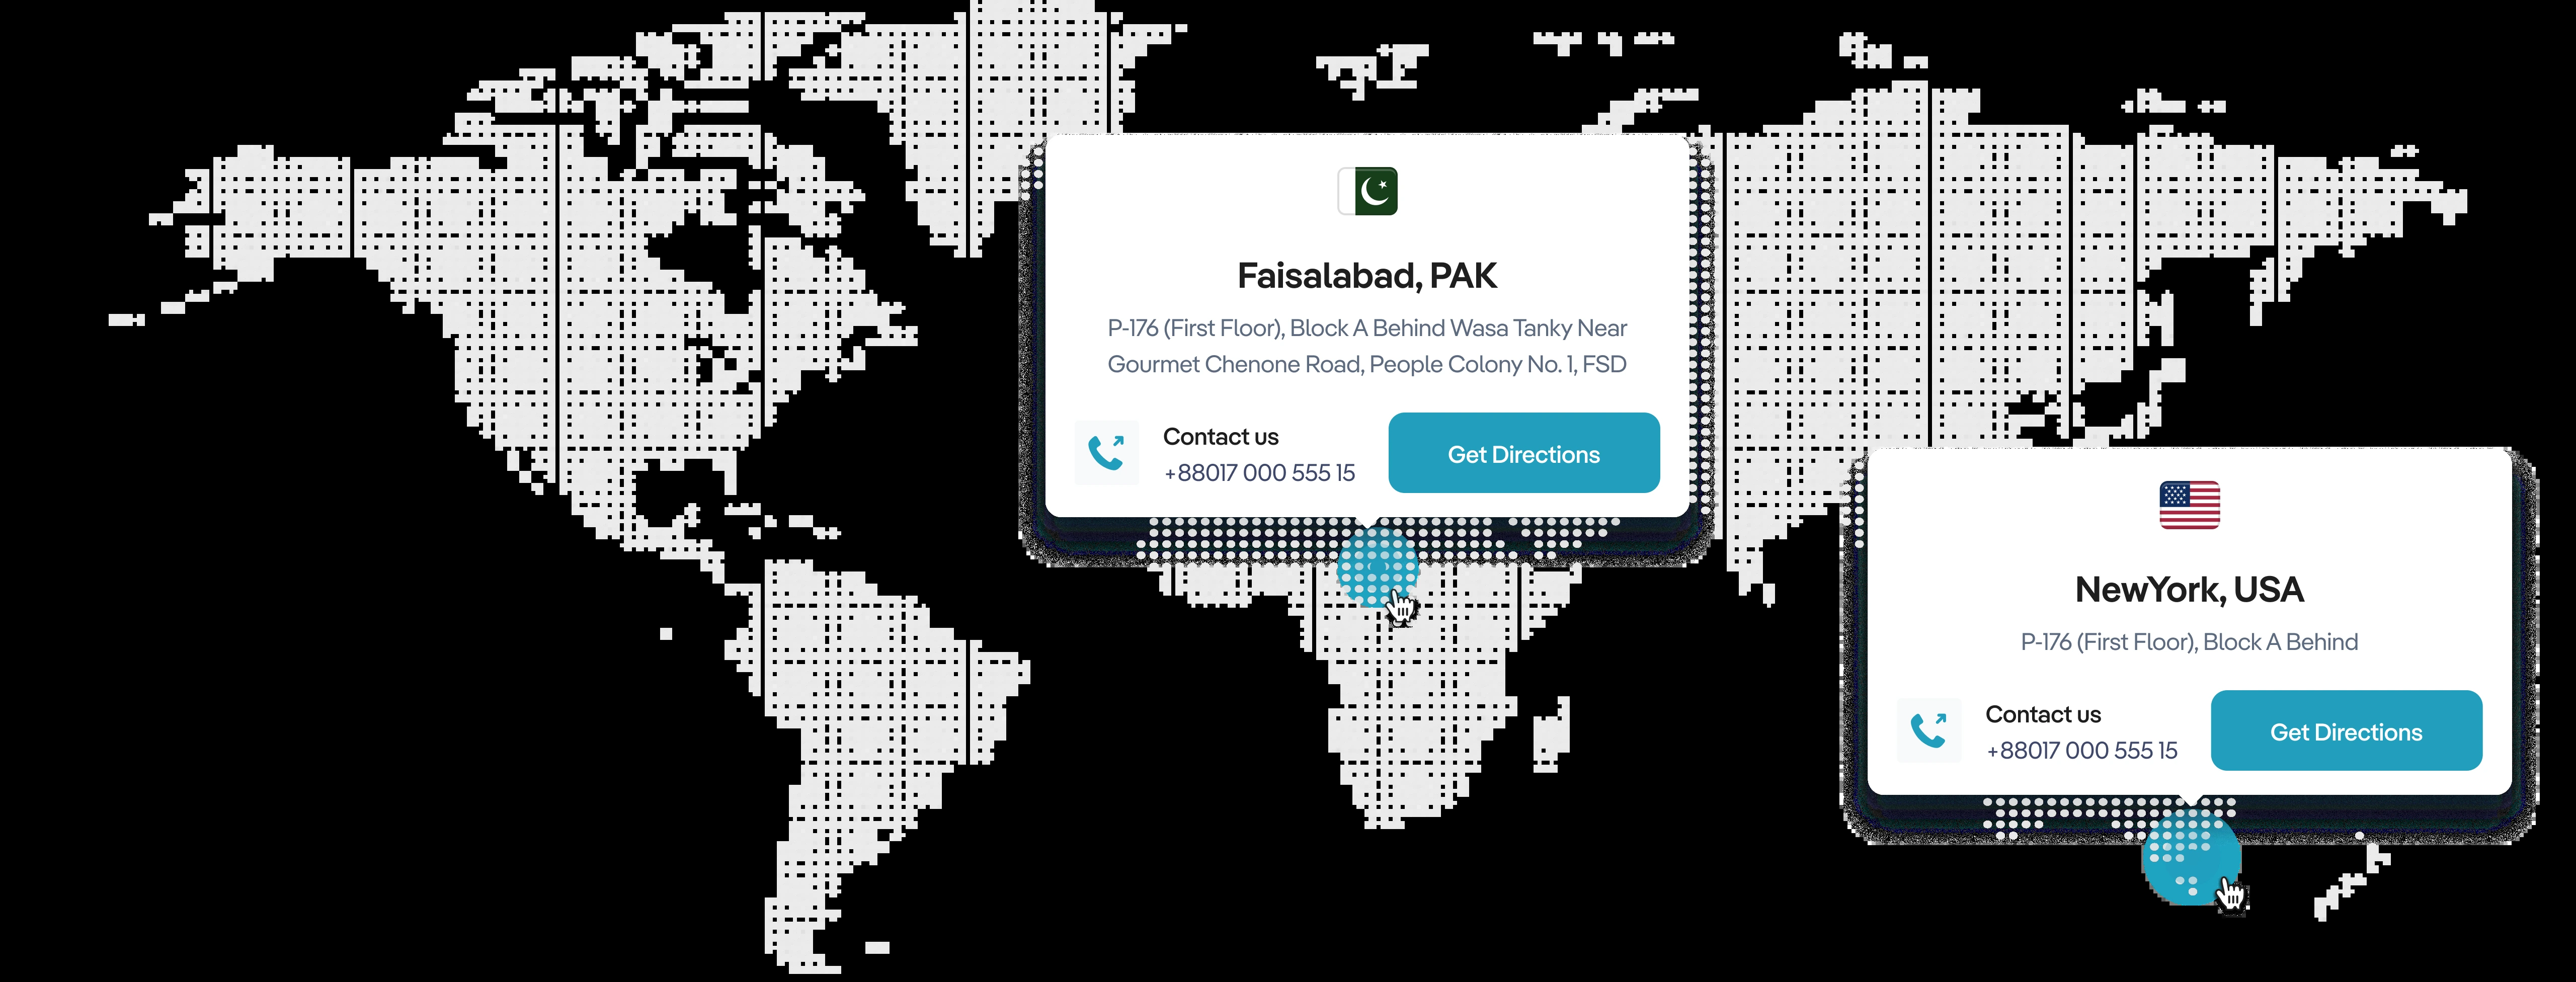 Faisalabad, PAK
P-176 (First Floor), Block A Behind Wasa Tanky Near
Gourmet Chenone Road, People Colony No. 1, FSD
Contact us
+88017 000 555 15
Get Directions
NewYork, USA
P-176 (First Floor), Block A Behind
Contact us
+88017 000 555 15
Get Directions